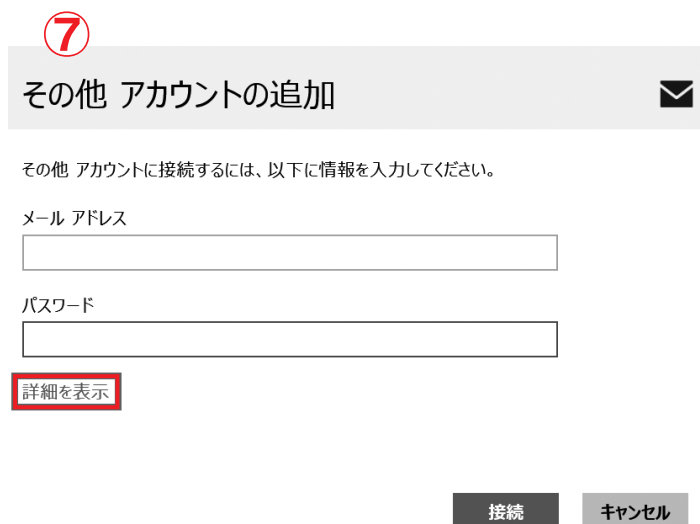 ⑦
その他 アカウントの追加
その他 アカウントに接続するには、以下に情報を入力してください。
メール アドレス
パスワード
詳細を表示
接続
キャンセル